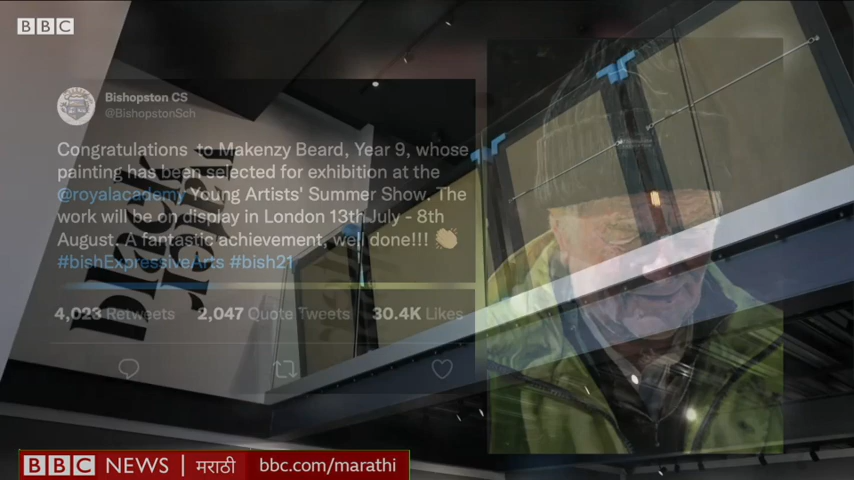 BBC
Bishopston CS
@BishopstonSch
Congratulations to Makenzy Beard, Year 9, whose
painting has been selected for exhibition at the
@royalacademy Young Artists' Summer Show. The
work will be on display in London 13th July - 8th
August. A fantastic achievement, well done!!! 👏
#bishExpressiveArts #bish21
4,023 Retweets 2,047 Quote Tweets 30.4K Likes
BBC NEWS | मराठी bbc.com/marathi